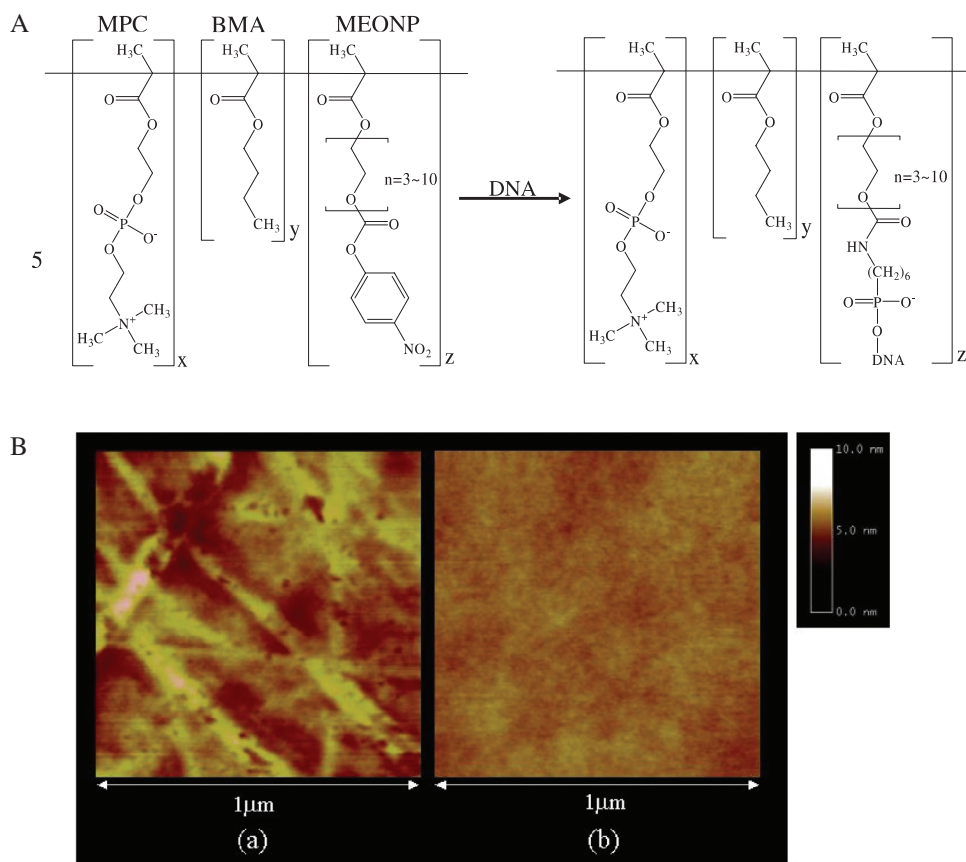 A
MPC BMA MEONP
H₃C H₃C H₃C H₃C H₃C H₃C
O O O O O O
O O O O O O
n=3~10 n=3~10
DNA
O O
O P O⁻ CH₃ y O O O P O⁻ CH₃ y O O
5
O O O NH
(CH₂)₆
O P O⁻
N⁺ CH₃ N⁺ CH₃
H₃C CH₃ H₃C CH₃ O
NO₂ DNA
x z x z
B
10.0 nm
5.0 nm
0.0 nm
1μm 1μm
(a) (b)